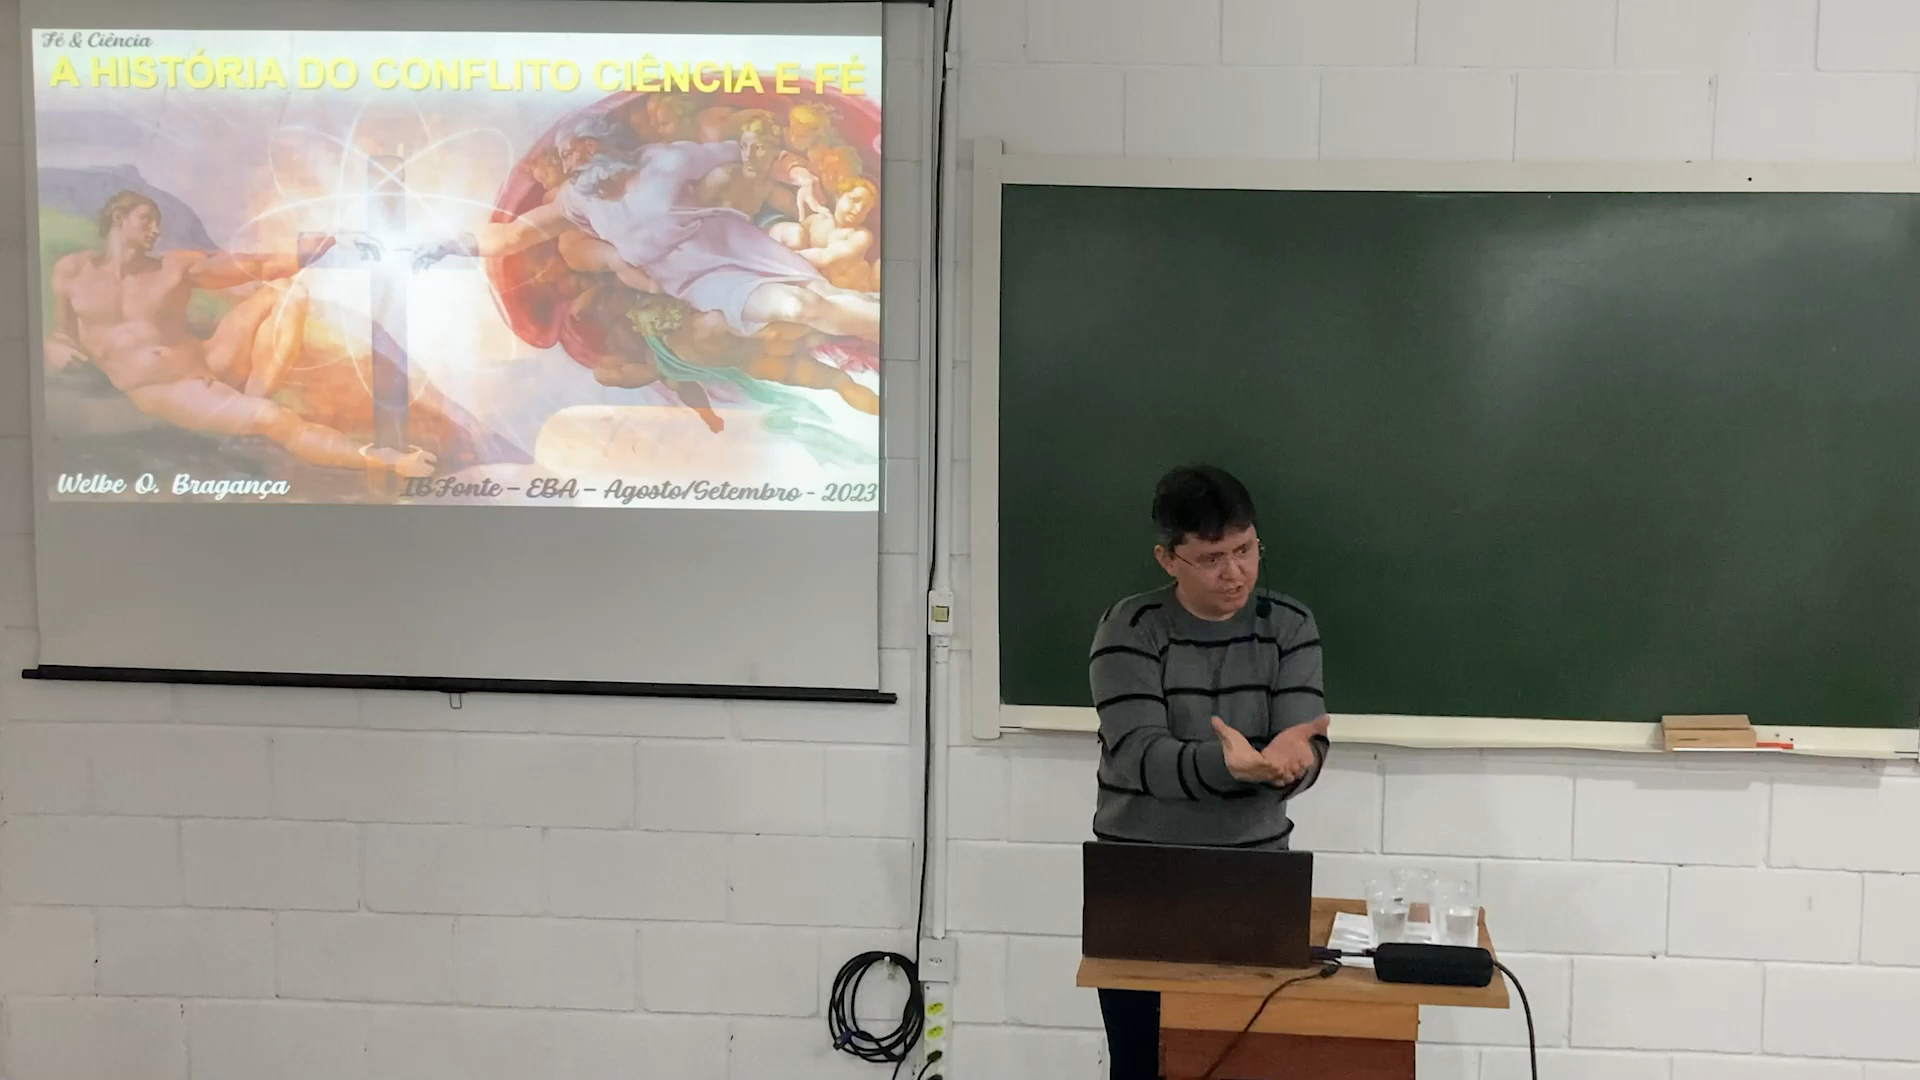 Fé & Ciência
A HISTÓRIA DO CONFLITO CIÊNCIA E FÉ
Welbe O. Bragança
IBFonte – EBA – Agosto/Setembro - 2023